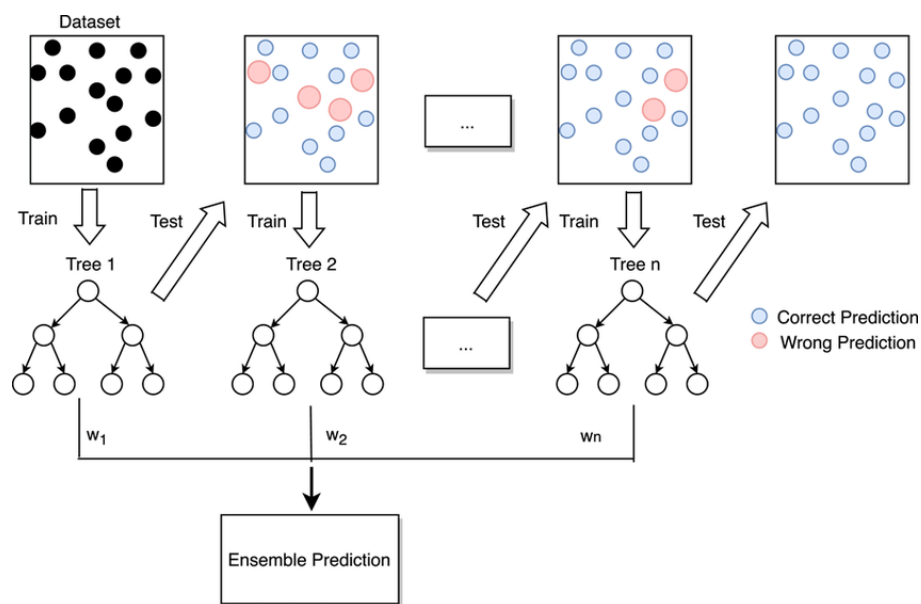 Dataset
...
Train
Test
Train
Test
Train
Test
Tree 1
Tree 2
Tree n
...
Correct Prediction
Wrong Prediction
w1
w2
wn
Ensemble Prediction